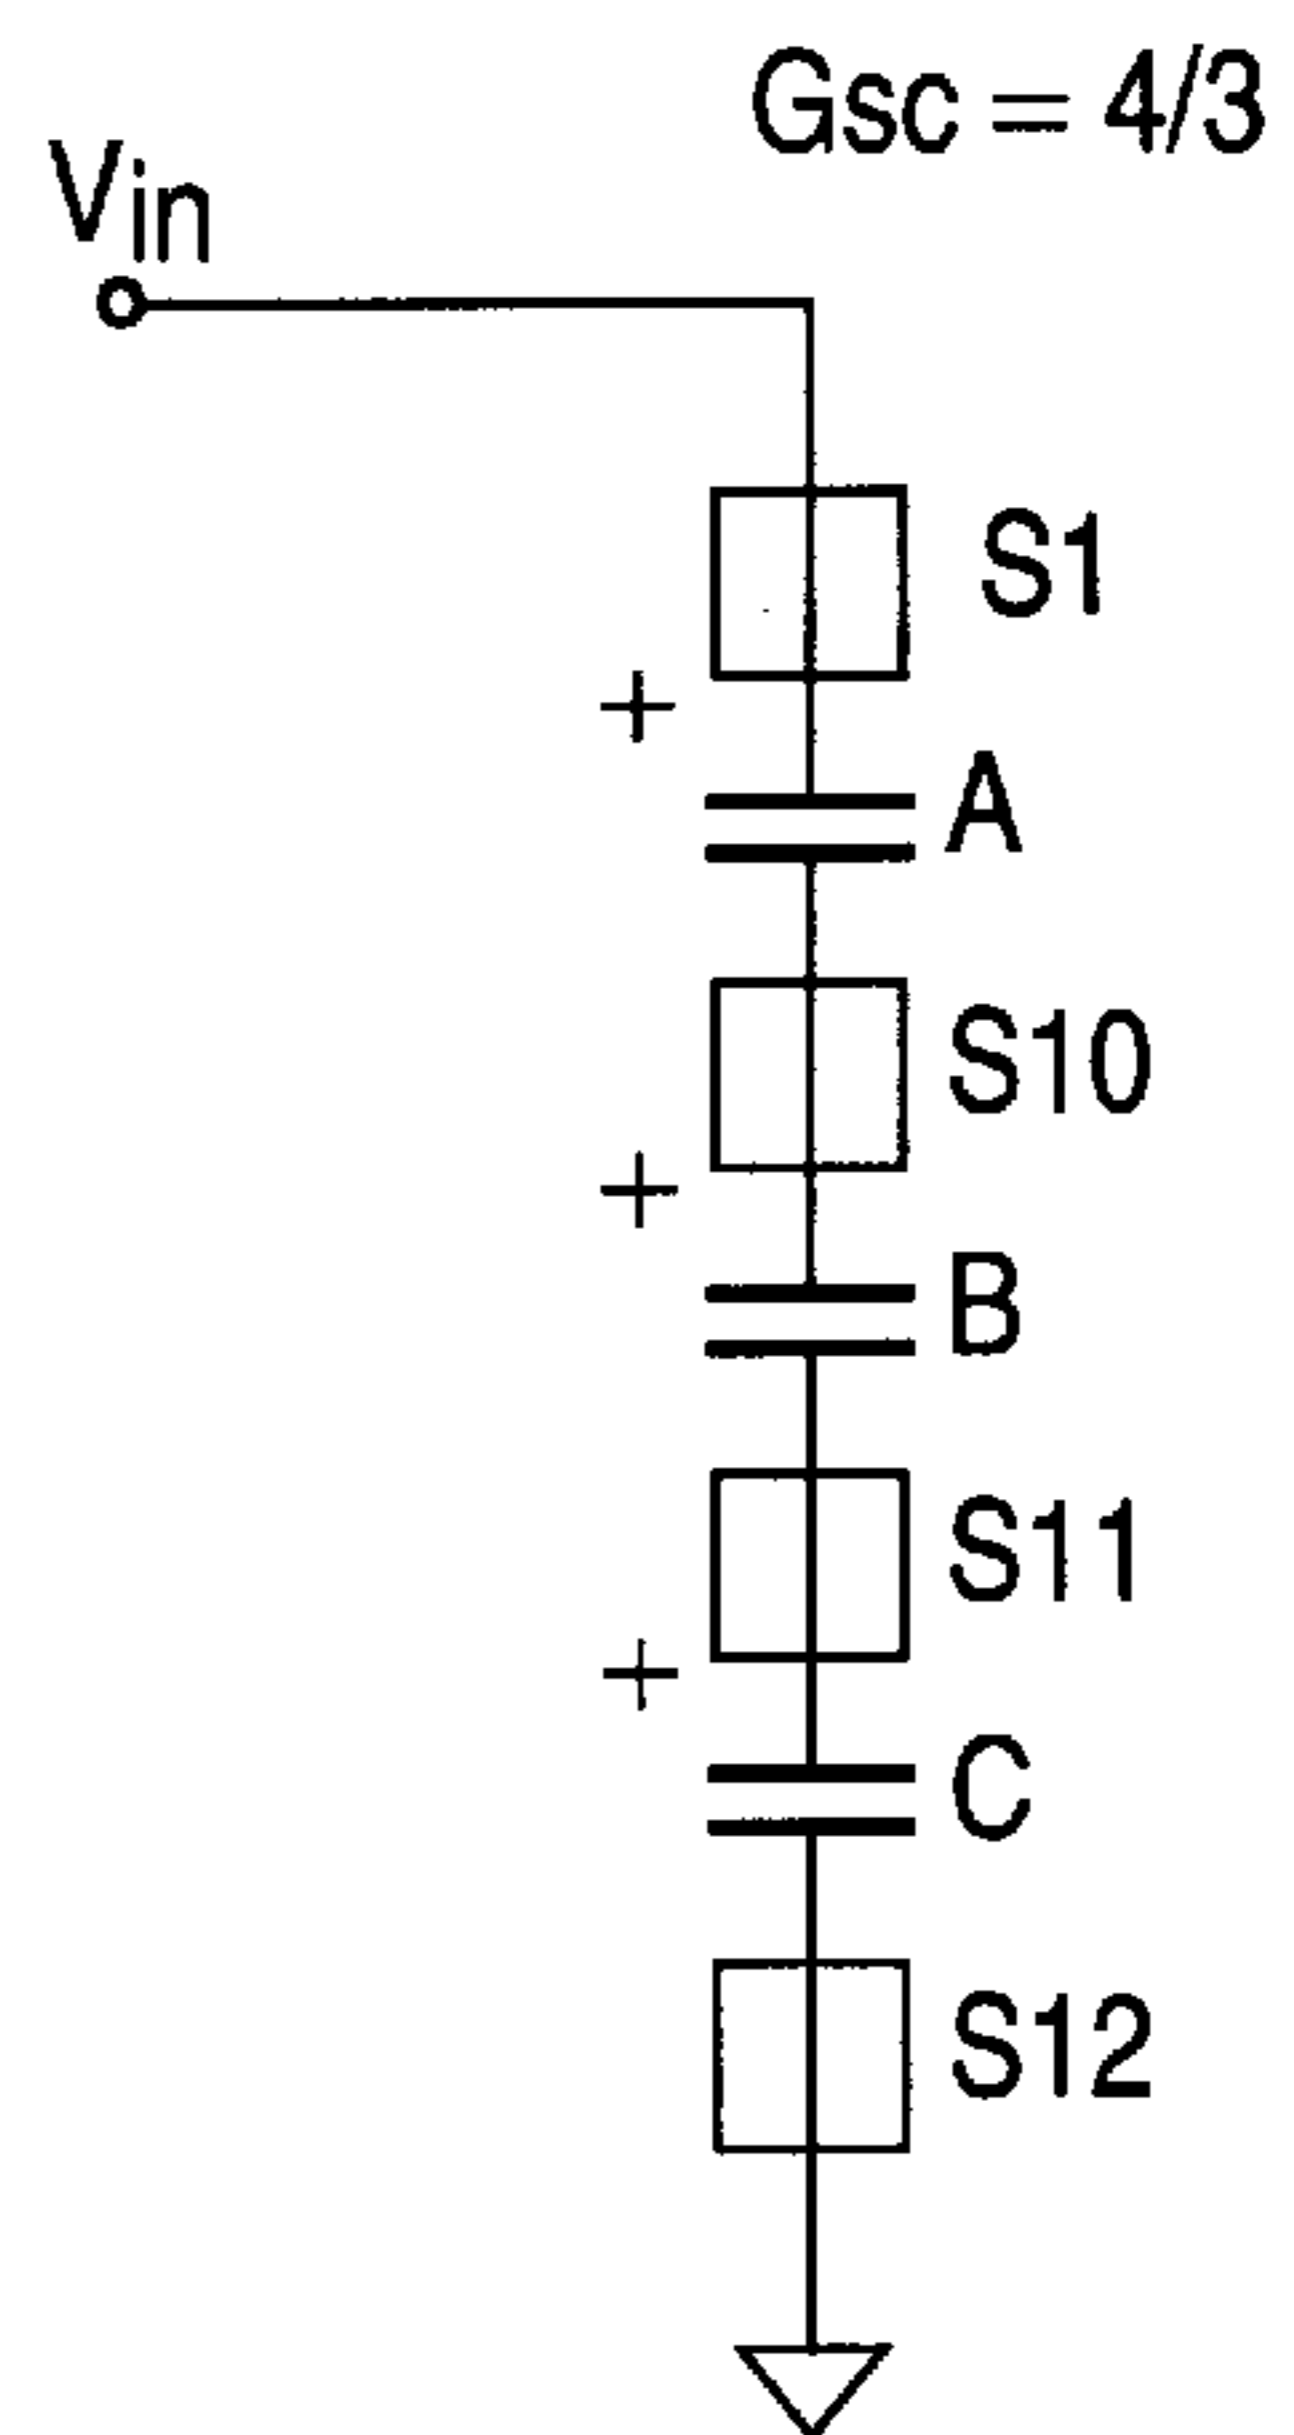 Gsc = 4/3
Vin
S1
+
A
S10
+
B
S11
+
C
S12